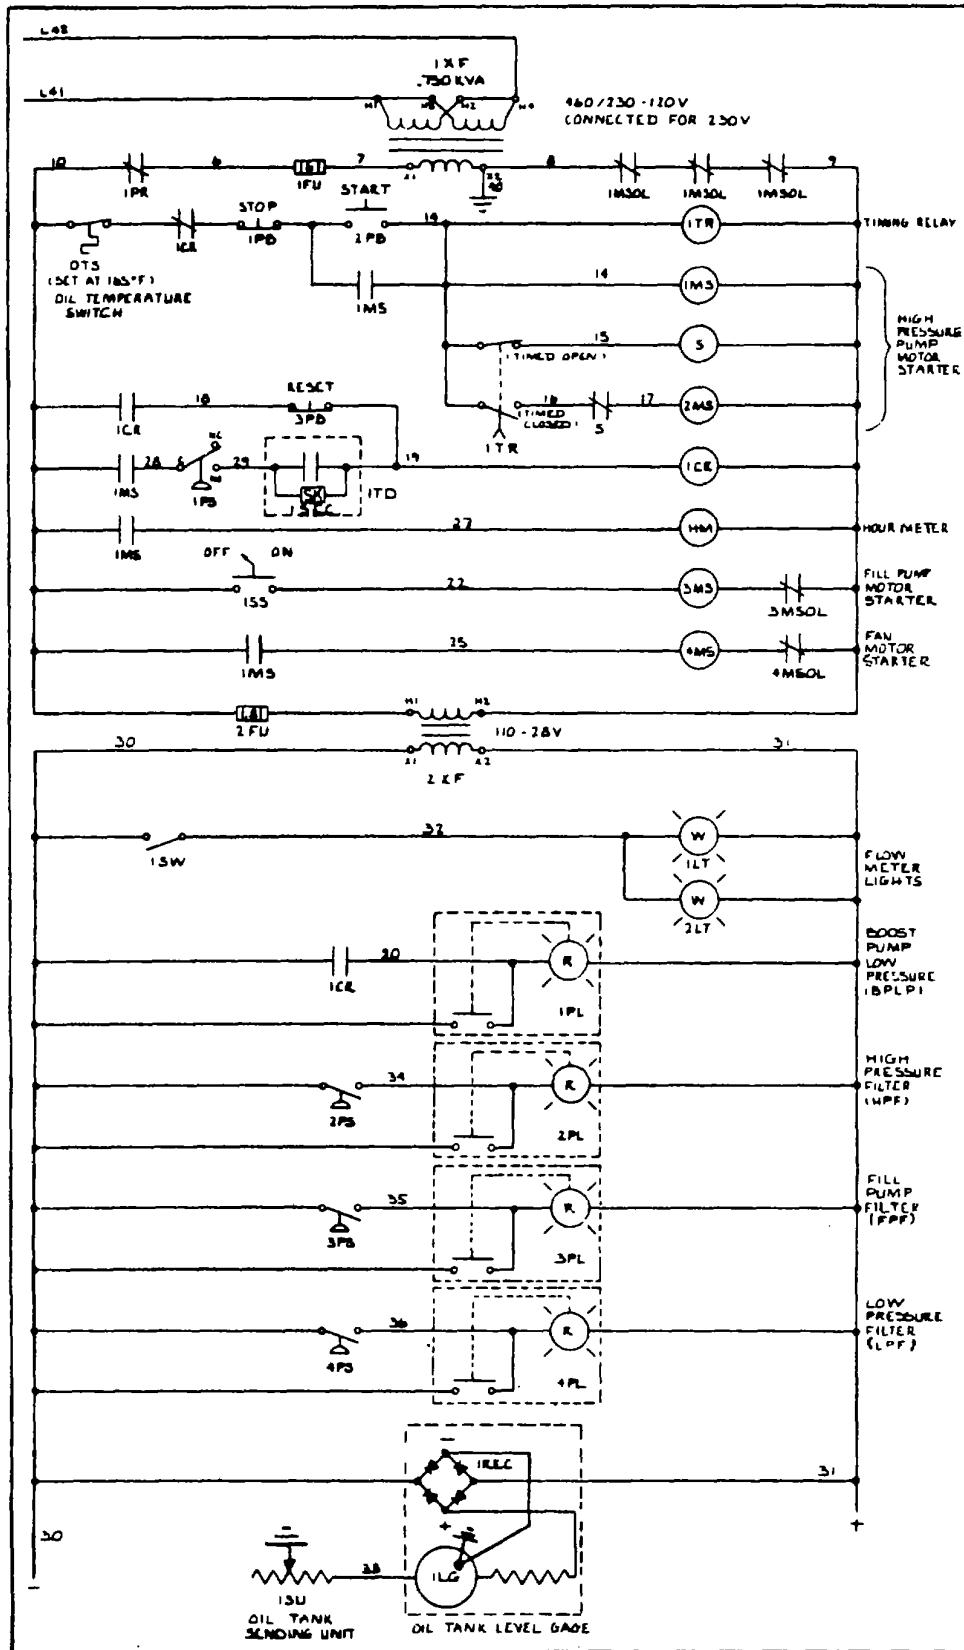 L42
1XF
.750KVA
L41
H1
H3
H2
H4
460/230-120V
CONNECTED FOR 230V
10
6
7
8
9
1PR
1FU
X1
X2
1MSOL
1MSOL
1MSOL
STOP
START
14
1CR
1PB
2PB
1TR
TIMING RELAY
OTS
(SET AT 165°F)
OIL TEMPERATURE
SWITCH
14
1MS
1MS
HIGH
PRESSURE
PUMP
MOTOR
STARTER
15
(TIMED OPEN)
S
RESET
18
16
17
1CR
3PB
(TIMED
CLOSED)
S
2MS
1TR
NC
28
29
19
1MS
1PS
NO
1 SEC
1TD
1CR
27
1MS
HM
HOUR METER
OFF
ON
22
1SS
3MS
3MSOL
FILL PUMP
MOTOR
STARTER
25
1MS
4MS
4MSOL
FAN
MOTOR
STARTER
2FU
H1
H2
110-28V
30
31
X1
X2
2XF
32
1SW
W
1LT
W
2LT
FLOW
METER
LIGHTS
20
1CR
R
1PL
BOOST
PUMP
LOW
PRESSURE
(BPLP)
34
2PS
R
2PL
HIGH
PRESSURE
FILTER
(HPF)
35
3PS
R
3PL
FILL
PUMP
FILTER
(FPF)
36
4PS
R
4PL
LOW
PRESSURE
FILTER
(LPF)
-
1REC
31
30
+
+
-
38
1LG
1SU
OIL TANK
SENDING UNIT
OIL TANK LEVEL GAGE